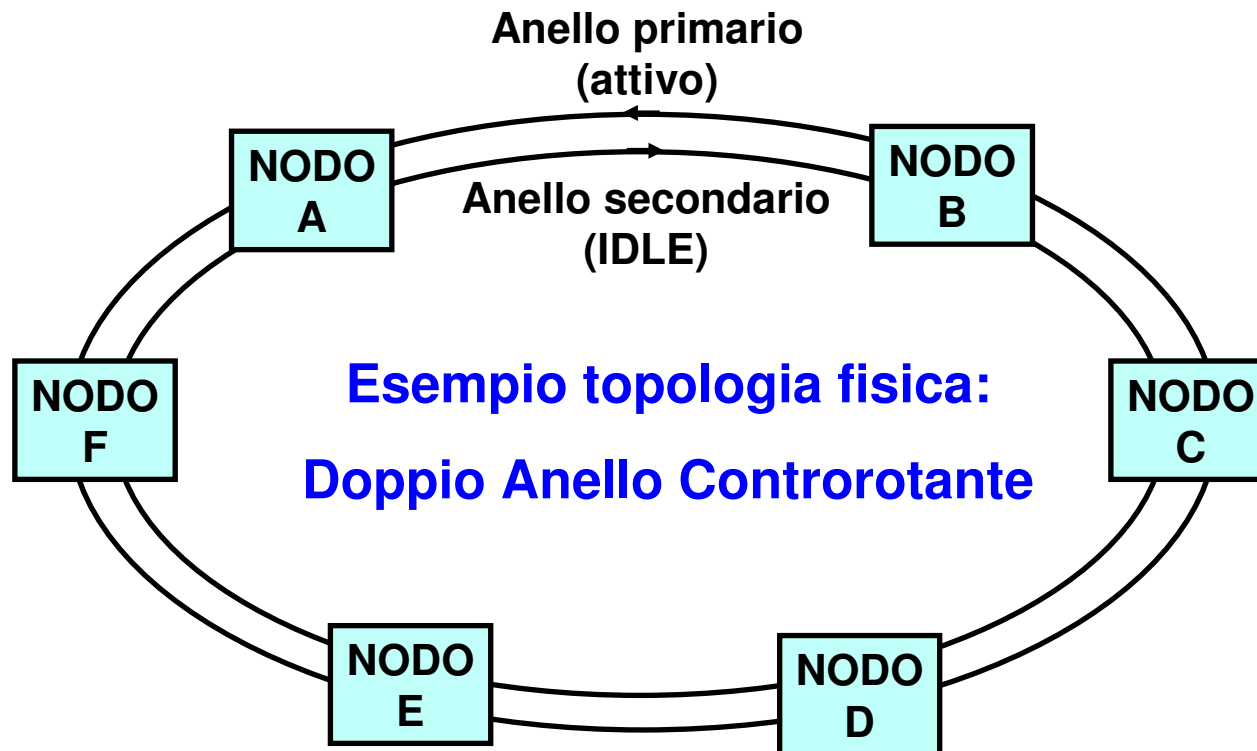 Anello primario
(attivo)
NODO
A
NODO
B
Anello secondario
(IDLE)
NODO
F
Esempio topologia fisica:
Doppio Anello Controrotante
NODO
C
NODO
E
NODO
D